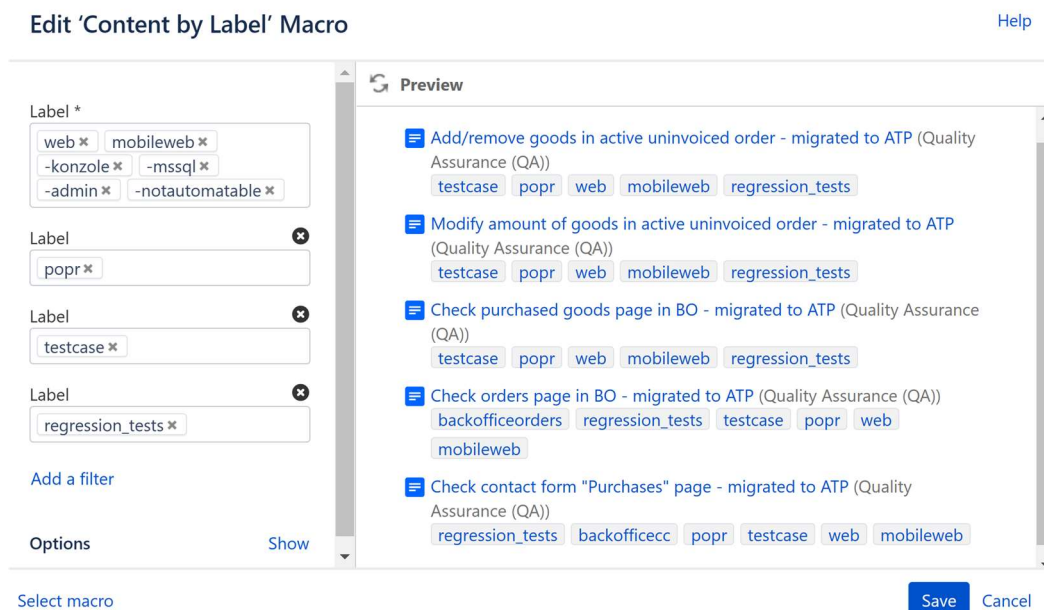 Edit ‘Content by Label’ Macro
Help
Label *
web × mobileweb ×
-konzole × -mssql ×
-admin × -notautomatable ×
Label
popr ×
Label
testcase ×
Label
regression_tests ×
Add a filter
Options Show
Preview
Add/remove goods in active uninvoiced order - migrated to ATP (Quality
Assurance (QA))
testcase popr web mobileweb regression_tests
Modify amount of goods in active uninvoiced order - migrated to ATP
(Quality Assurance (QA))
testcase popr web mobileweb regression_tests
Check purchased goods page in BO - migrated to ATP (Quality Assurance
(QA))
testcase popr web mobileweb regression_tests
Check orders page in BO - migrated to ATP (Quality Assurance (QA))
backofficeorders regression_tests testcase popr web
mobileweb
Check contact form "Purchases" page - migrated to ATP (Quality
Assurance (QA))
regression_tests backofficecc popr testcase web mobileweb
Select macro
Save Cancel